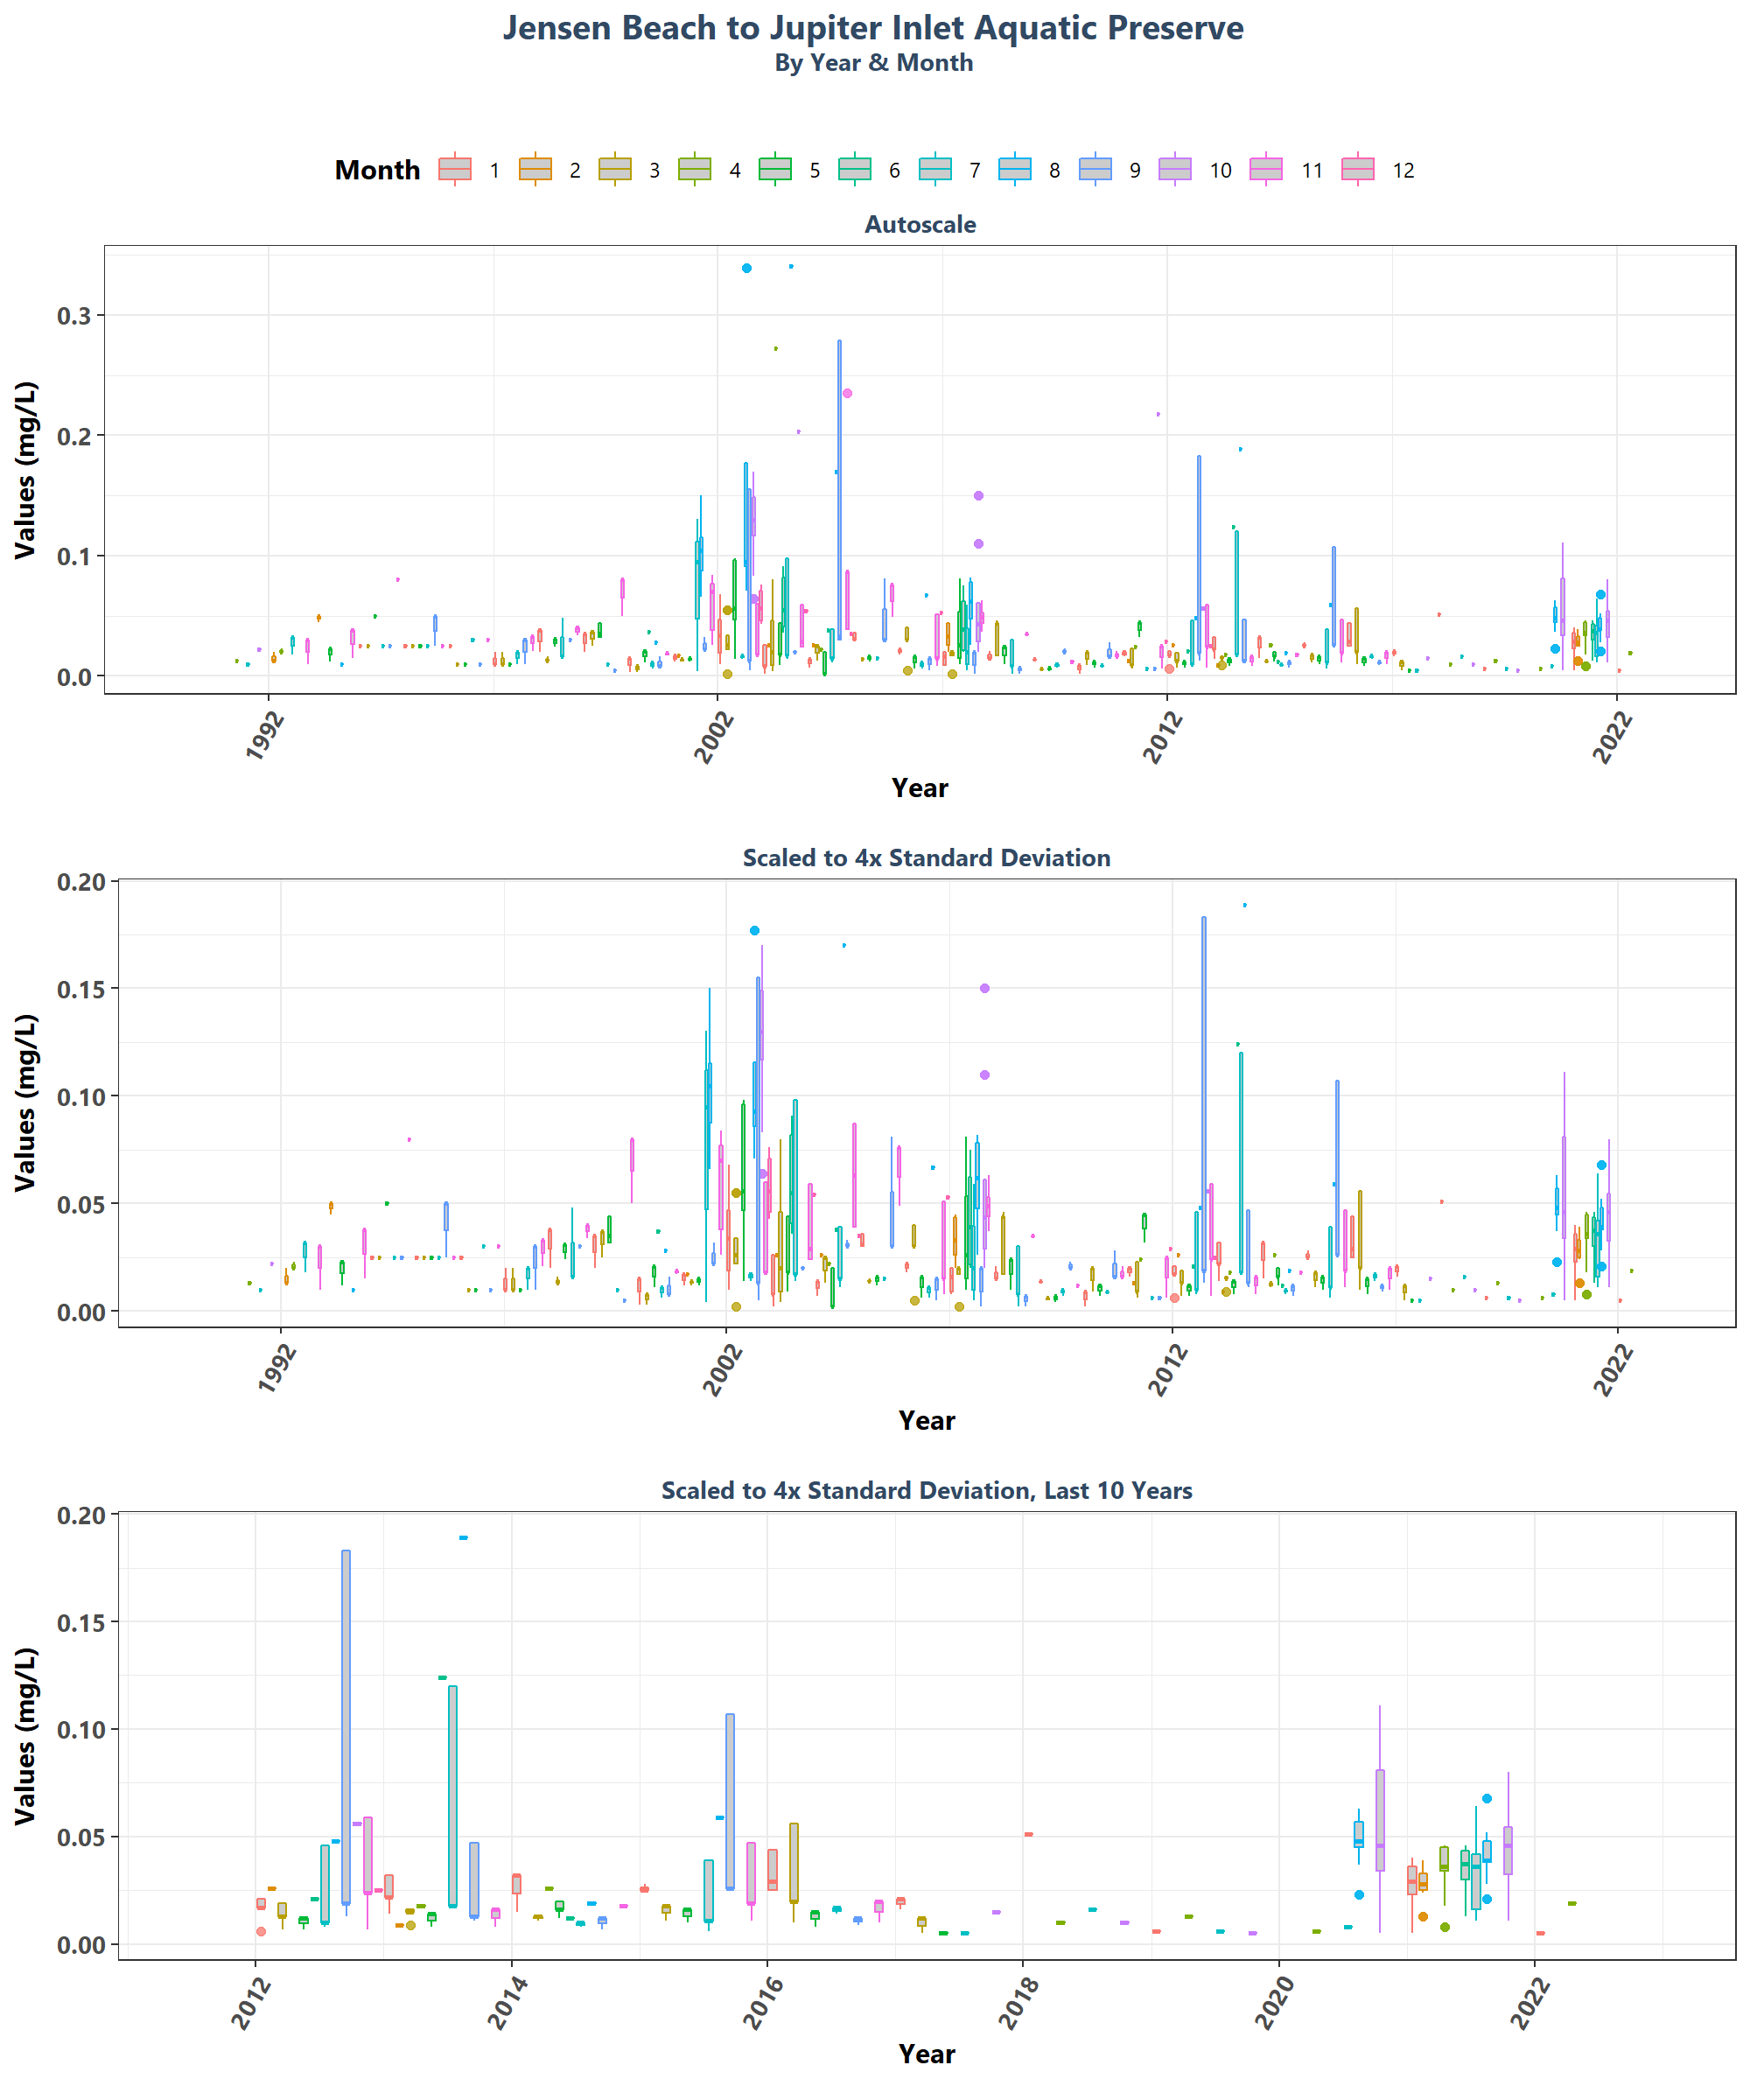 Jensen Beach to Jupiter Inlet Aquatic Preserve
By Year & Month
Month 1 2 3 4 5 6 7 8 9 10 11 12
Autoscale
Values (mg/L)
0.3
0.2
0.1
0.0
1992 2002 2012 2022
Year
Scaled to 4x Standard Deviation
Values (mg/L)
0.20
0.15
0.10
0.05
0.00
1992 2002 2012 2022
Year
Scaled to 4x Standard Deviation, Last 10 Years
Values (mg/L)
0.20
0.15
0.10
0.05
0.00
2012 2014 2016 2018 2020 2022
Year